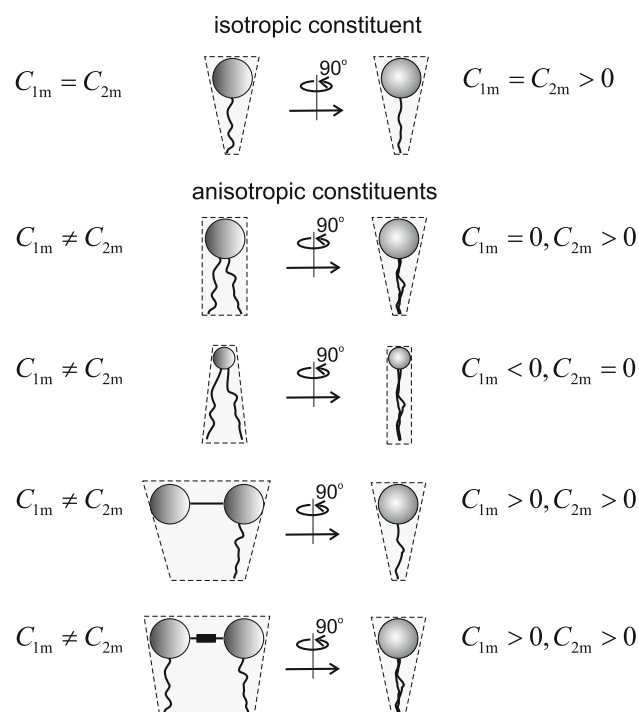 isotropic constituent
C₁ₘ = C₂ₘ 90° C₁ₘ = C₂ₘ > 0
anisotropic constituents
C₁ₘ ≠ C₂ₘ 90° C₁ₘ = 0, C₂ₘ > 0
C₁ₘ ≠ C₂ₘ 90° C₁ₘ < 0, C₂ₘ = 0
C₁ₘ ≠ C₂ₘ 90° C₁ₘ > 0, C₂ₘ > 0
C₁ₘ ≠ C₂ₘ 90° C₁ₘ > 0, C₂ₘ > 0